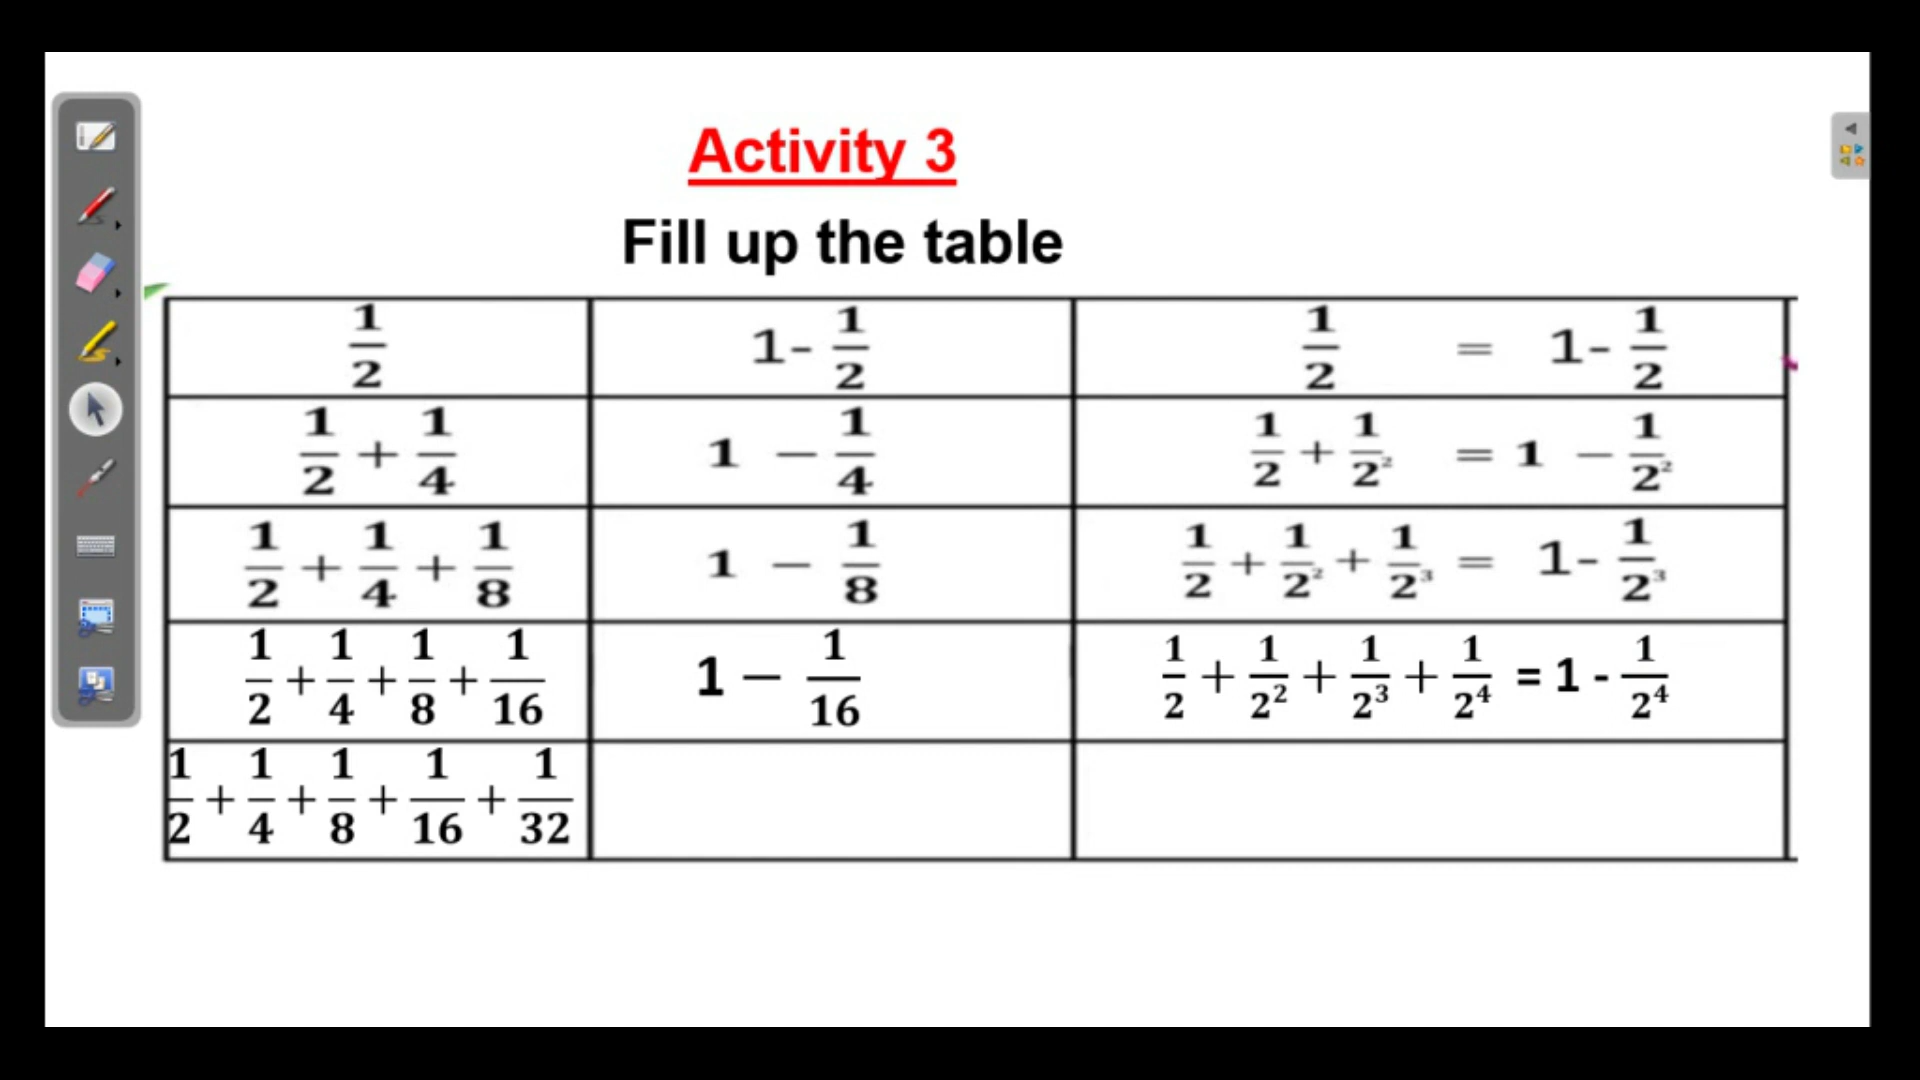 Activity 3
Fill up the table
1/2 | 1- 1/2 | 1/2 = 1- 1/2
1/2 + 1/4 | 1 − 1/4 | 1/2 + 1/2² = 1 − 1/2²
1/2 + 1/4 + 1/8 | 1 − 1/8 | 1/2 + 1/2² + 1/2³ = 1- 1/2³
1/2 + 1/4 + 1/8 + 1/16 | 1 − 1/16 | 1/2 + 1/2² + 1/2³ + 1/2⁴ = 1 - 1/2⁴
1/2 + 1/4 + 1/8 + 1/16 + 1/32